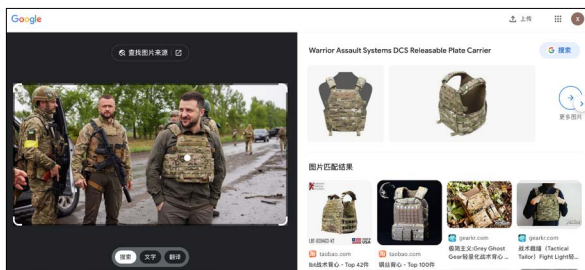 Google
上传
X
查找图片来源
Warrior Assault Systems DCS Releasable Plate Carrier
搜索
更多图片
图片匹配结果
gearkr.com
gearkr.com
taobao.com
taobao.com
极简主义:Grey Ghost
战术裁缝（Tactical
lbt战术背心 - Top 42件
钢丝背心 - Top 100件
Gear轻量化战术背心 ...
Tailor）Fight Light轻...
搜索
文字
翻译